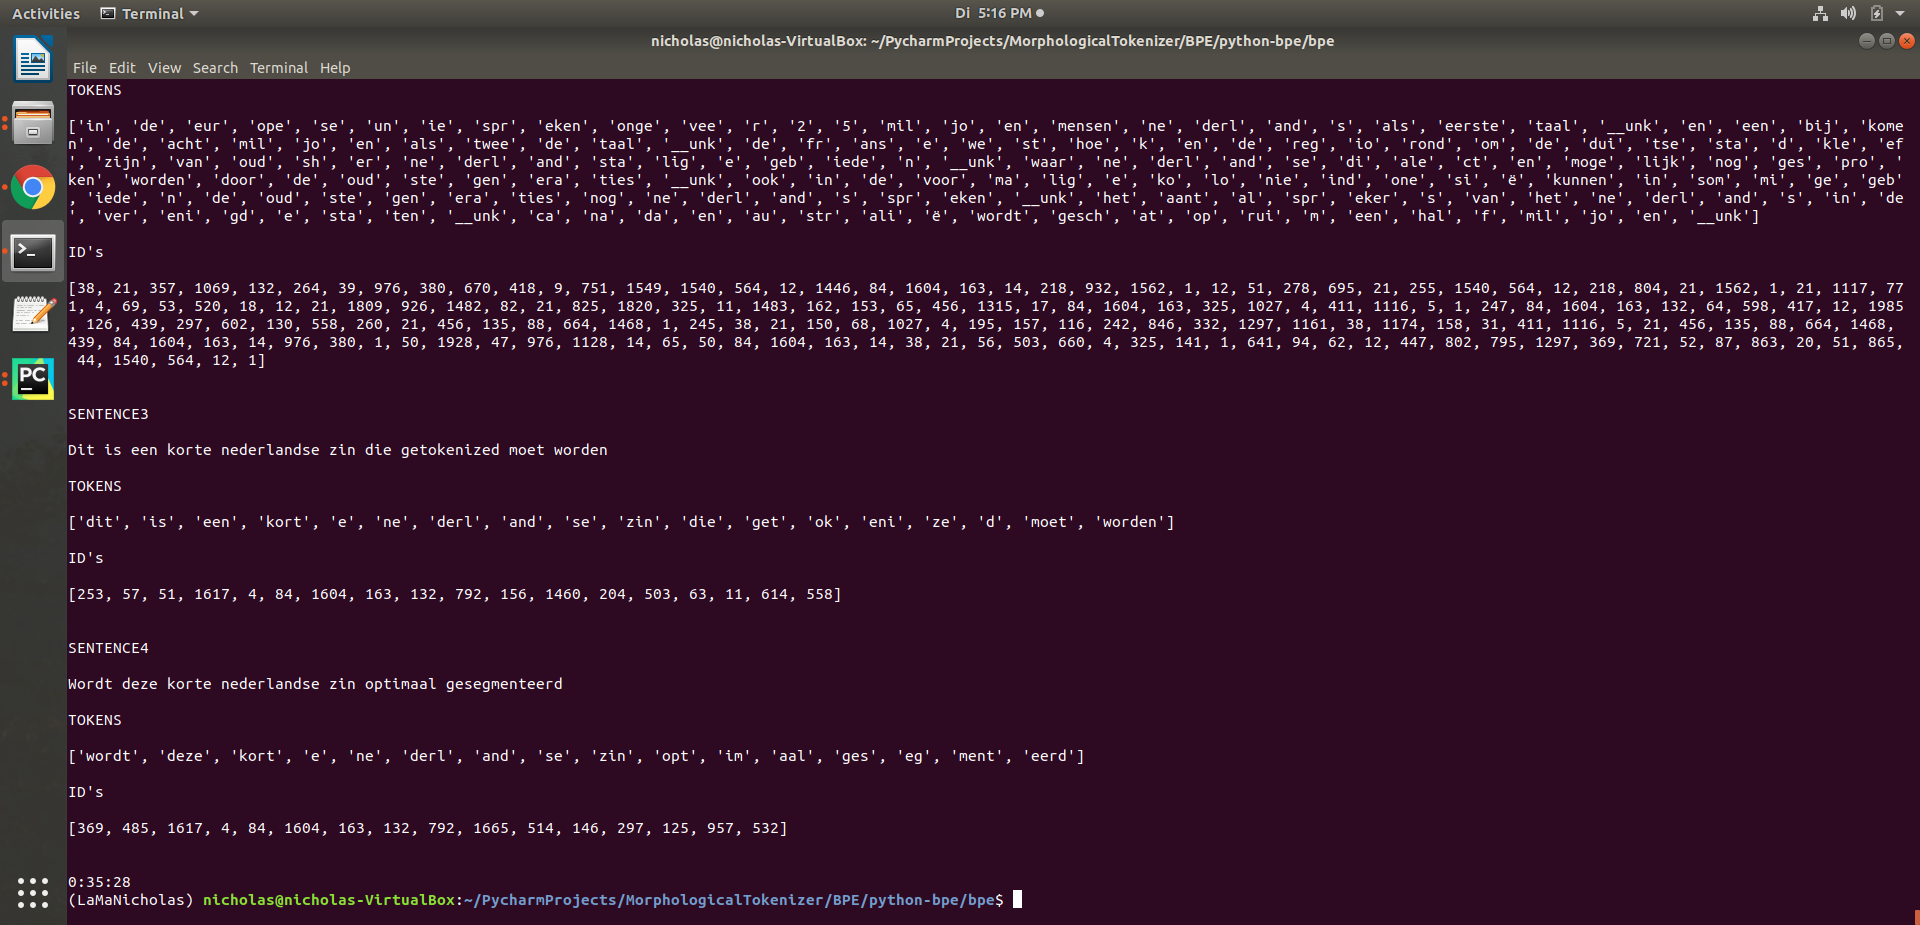 Activities Terminal Di 5:16 PM
nicholas@nicholas-VirtualBox: ~/PycharmProjects/MorphologicalTokenizer/BPE/python-bpe/bpe
File Edit View Search Terminal Help
TOKENS
['in', 'de', 'eur', 'ope', 'se', 'un', 'ie', 'spr', 'eken', 'onge', 'vee', 'r', '2', '5', 'mil', 'jo', 'en', 'mensen', 'ne', 'derl', 'and', 's', 'als', 'eerste', 'taal', '__unk', 'en', 'een', 'bij', 'kome
n', 'de', 'acht', 'mil', 'jo', 'en', 'als', 'twee', 'de', 'taal', '__unk', 'de', 'fr', 'ans', 'e', 'we', 'st', 'hoe', 'k', 'en', 'de', 'reg', 'io', 'rond', 'om', 'de', 'dui', 'tse', 'sta', 'd', 'kle', 'ef
', 'zijn', 'van', 'oud', 'sh', 'er', 'ne', 'derl', 'and', 'sta', 'lig', 'e', 'geb', 'iede', 'n', '__unk', 'waar', 'ne', 'derl', 'and', 'se', 'di', 'ale', 'ct', 'en', 'moge', 'lijk', 'nog', 'ges', 'pro', '
ken', 'worden', 'door', 'de', 'oud', 'ste', 'gen', 'era', 'ties', '__unk', 'ook', 'in', 'de', 'voor', 'ma', 'lig', 'e', 'ko', 'lo', 'nie', 'ind', 'one', 'si', 'ë', 'kunnen', 'in', 'som', 'mi', 'ge', 'geb'
, 'iede', 'n', 'de', 'oud', 'ste', 'gen', 'era', 'ties', 'nog', 'ne', 'derl', 'and', 's', 'spr', 'eken', '__unk', 'het', 'aant', 'al', 'spr', 'eker', 's', 'van', 'het', 'ne', 'derl', 'and', 's', 'in', 'de
', 'ver', 'eni', 'gd', 'e', 'sta', 'ten', '__unk', 'ca', 'na', 'da', 'en', 'au', 'str', 'ali', 'ë', 'wordt', 'gesch', 'at', 'op', 'rui', 'm', 'een', 'hal', 'f', 'mil', 'jo', 'en', '__unk']
ID's
[38, 21, 357, 1069, 132, 264, 39, 976, 380, 670, 418, 9, 751, 1549, 1540, 564, 12, 1446, 84, 1604, 163, 14, 218, 932, 1562, 1, 12, 51, 278, 695, 21, 255, 1540, 564, 12, 218, 804, 21, 1562, 1, 21, 1117, 77
1, 4, 69, 53, 520, 18, 12, 21, 1809, 926, 1482, 82, 21, 825, 1820, 325, 11, 1483, 162, 153, 65, 456, 1315, 17, 84, 1604, 163, 325, 1027, 4, 411, 1116, 5, 1, 247, 84, 1604, 163, 132, 64, 598, 417, 12, 1985
, 126, 439, 297, 602, 130, 558, 260, 21, 456, 135, 88, 664, 1468, 1, 245, 38, 21, 150, 68, 1027, 4, 195, 157, 116, 242, 846, 332, 1297, 1161, 38, 1174, 158, 31, 411, 1116, 5, 21, 456, 135, 88, 664, 1468,
439, 84, 1604, 163, 14, 976, 380, 1, 50, 1928, 47, 976, 1128, 14, 65, 50, 84, 1604, 163, 14, 38, 21, 56, 503, 660, 4, 325, 141, 1, 641, 94, 62, 12, 447, 802, 795, 1297, 369, 721, 52, 87, 863, 20, 51, 865,
44, 1540, 564, 12, 1]
SENTENCE3
Dit is een korte nederlandse zin die getokenized moet worden
TOKENS
['dit', 'is', 'een', 'kort', 'e', 'ne', 'derl', 'and', 'se', 'zin', 'die', 'get', 'ok', 'eni', 'ze', 'd', 'moet', 'worden']
ID's
[253, 57, 51, 1617, 4, 84, 1604, 163, 132, 792, 156, 1460, 204, 503, 63, 11, 614, 558]
SENTENCE4
Wordt deze korte nederlandse zin optimaal gesegmenteerd
TOKENS
['wordt', 'deze', 'kort', 'e', 'ne', 'derl', 'and', 'se', 'zin', 'opt', 'im', 'aal', 'ges', 'eg', 'ment', 'eerd']
ID's
[369, 485, 1617, 4, 84, 1604, 163, 132, 792, 1665, 514, 146, 297, 125, 957, 532]
0:35:28
(LaMaNicholas) nicholas@nicholas-VirtualBox:~/PycharmProjects/MorphologicalTokenizer/BPE/python-bpe/bpe$
PC